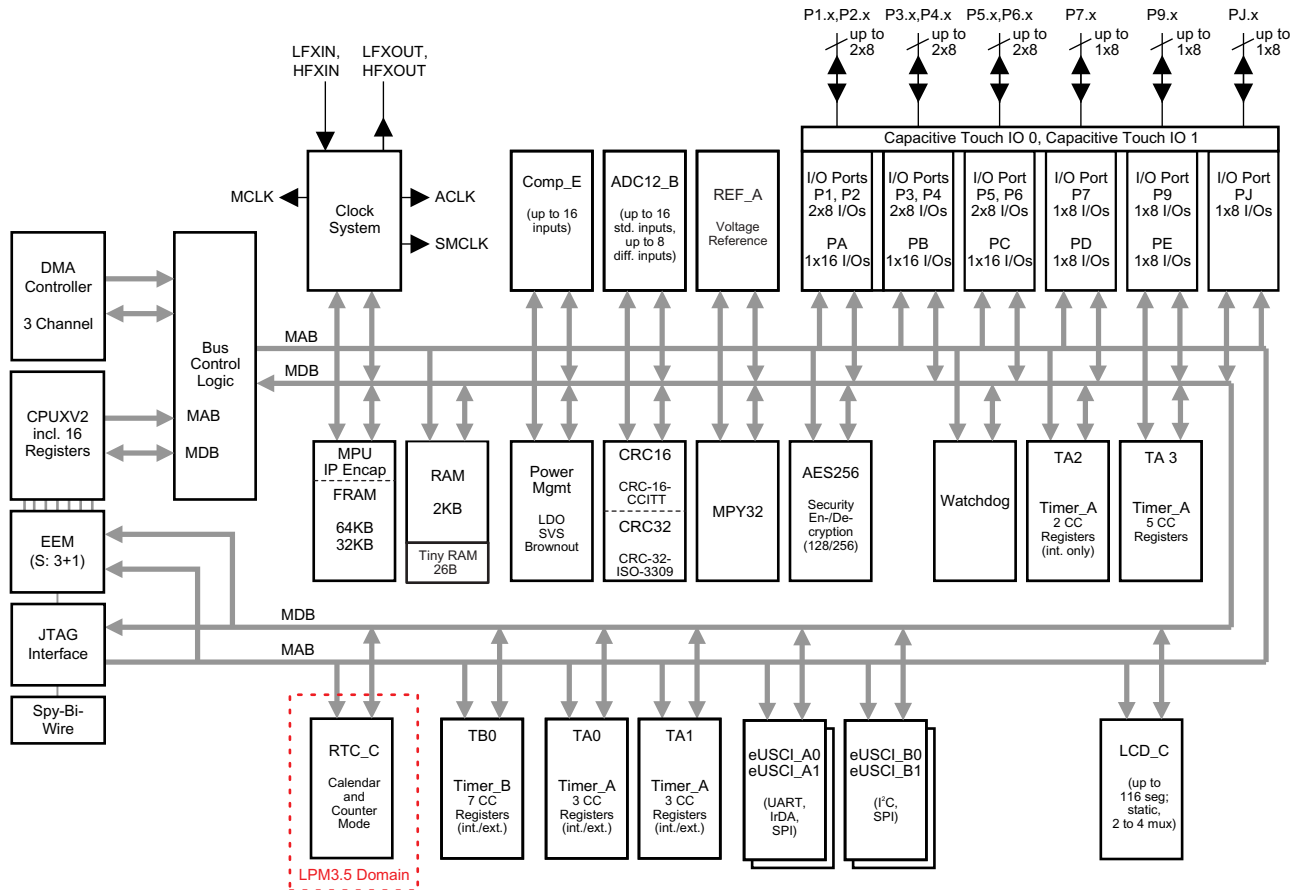 P1.x,P2.x
up to
2x8
P3.x,P4.x
up to
2x8
P5.x,P6.x
up to
2x8
P7.x
up to
1x8
P9.x
up to
1x8
PJ.x
up to
1x8
LFXIN,
HFXIN
LFXOUT,
HFXOUT
Capacitive Touch IO 0, Capacitive Touch IO 1
MCLK
Clock
System
ACLK
SMCLK
Comp_E
(up to 16
inputs)
ADC12_B
(up to 16
std. inputs,
up to 8
diff. inputs)
REF_A
Voltage
Reference
I/O Ports
P1, P2
2x8 I/Os
PA
1x16 I/Os
I/O Ports
P3, P4
2x8 I/Os
PB
1x16 I/Os
I/O Port
P5, P6
2x8 I/Os
PC
1x16 I/Os
I/O Ports
P7
1x8 I/Os
PD
1x8 I/Os
I/O Port
P9
1x8 I/Os
PE
1x8 I/Os
I/O Port
PJ
1x8 I/Os
DMA
Controller
3 Channel
Bus
Control
Logic
MAB
MDB
MAB
MDB
CPUXV2
incl. 16
Registers
MPU
IP Encap
FRAM
64KB
32KB
RAM
2KB
Tiny RAM
26B
Power
Mgmt
LDO
SVS
Brownout
CRC16
CRC-16-
CCITT
CRC32
CRC-32-
ISO-3309
MPY32
AES256
Security
En-/De-
cryption
(128/256)
Watchdog
TA2
Timer_A
2 CC
Registers
(int. only)
TA 3
Timer_A
5 CC
Registers
EEM
(S: 3+1)
JTAG
Interface
Spy-Bi-
Wire
MDB
MAB
RTC_C
Calendar
and
Counter
Mode
LPM3.5 Domain
TB0
Timer_B
7 CC
Registers
(int./ext.)
TA0
Timer_A
3 CC
Registers
(int./ext.)
TA1
Timer_A
3 CC
Registers
(int./ext.)
eUSCI_A0
eUSCI_A1
(UART,
IrDA,
SPI)
eUSCI_B0
eUSCI_B1
(I²C,
SPI)
LCD_C
(up to
116 seg;
static,
2 to 4 mux)